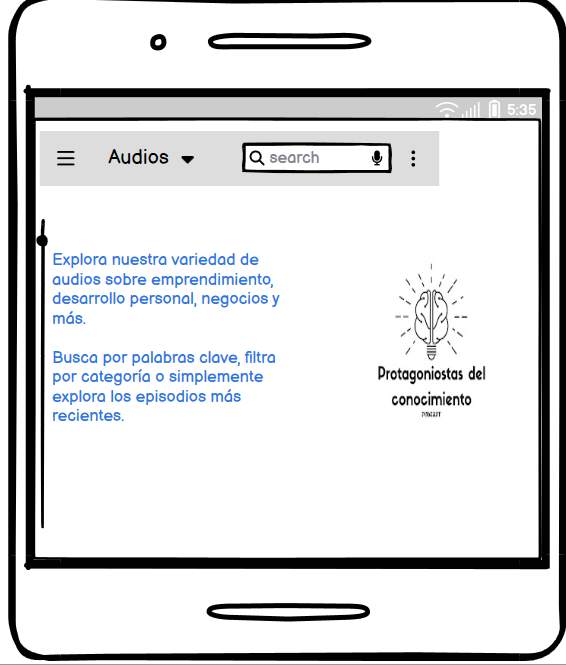 5:35
Audios
search
Explora nuestra variedad de
audios sobre emprendimiento,
desarrollo personal, negocios y
más.
Busca por palabras clave, filtra
por categoría o simplemente
explora los episodios más
recientes.
Protagoniostas del
conocimiento
PODCAST